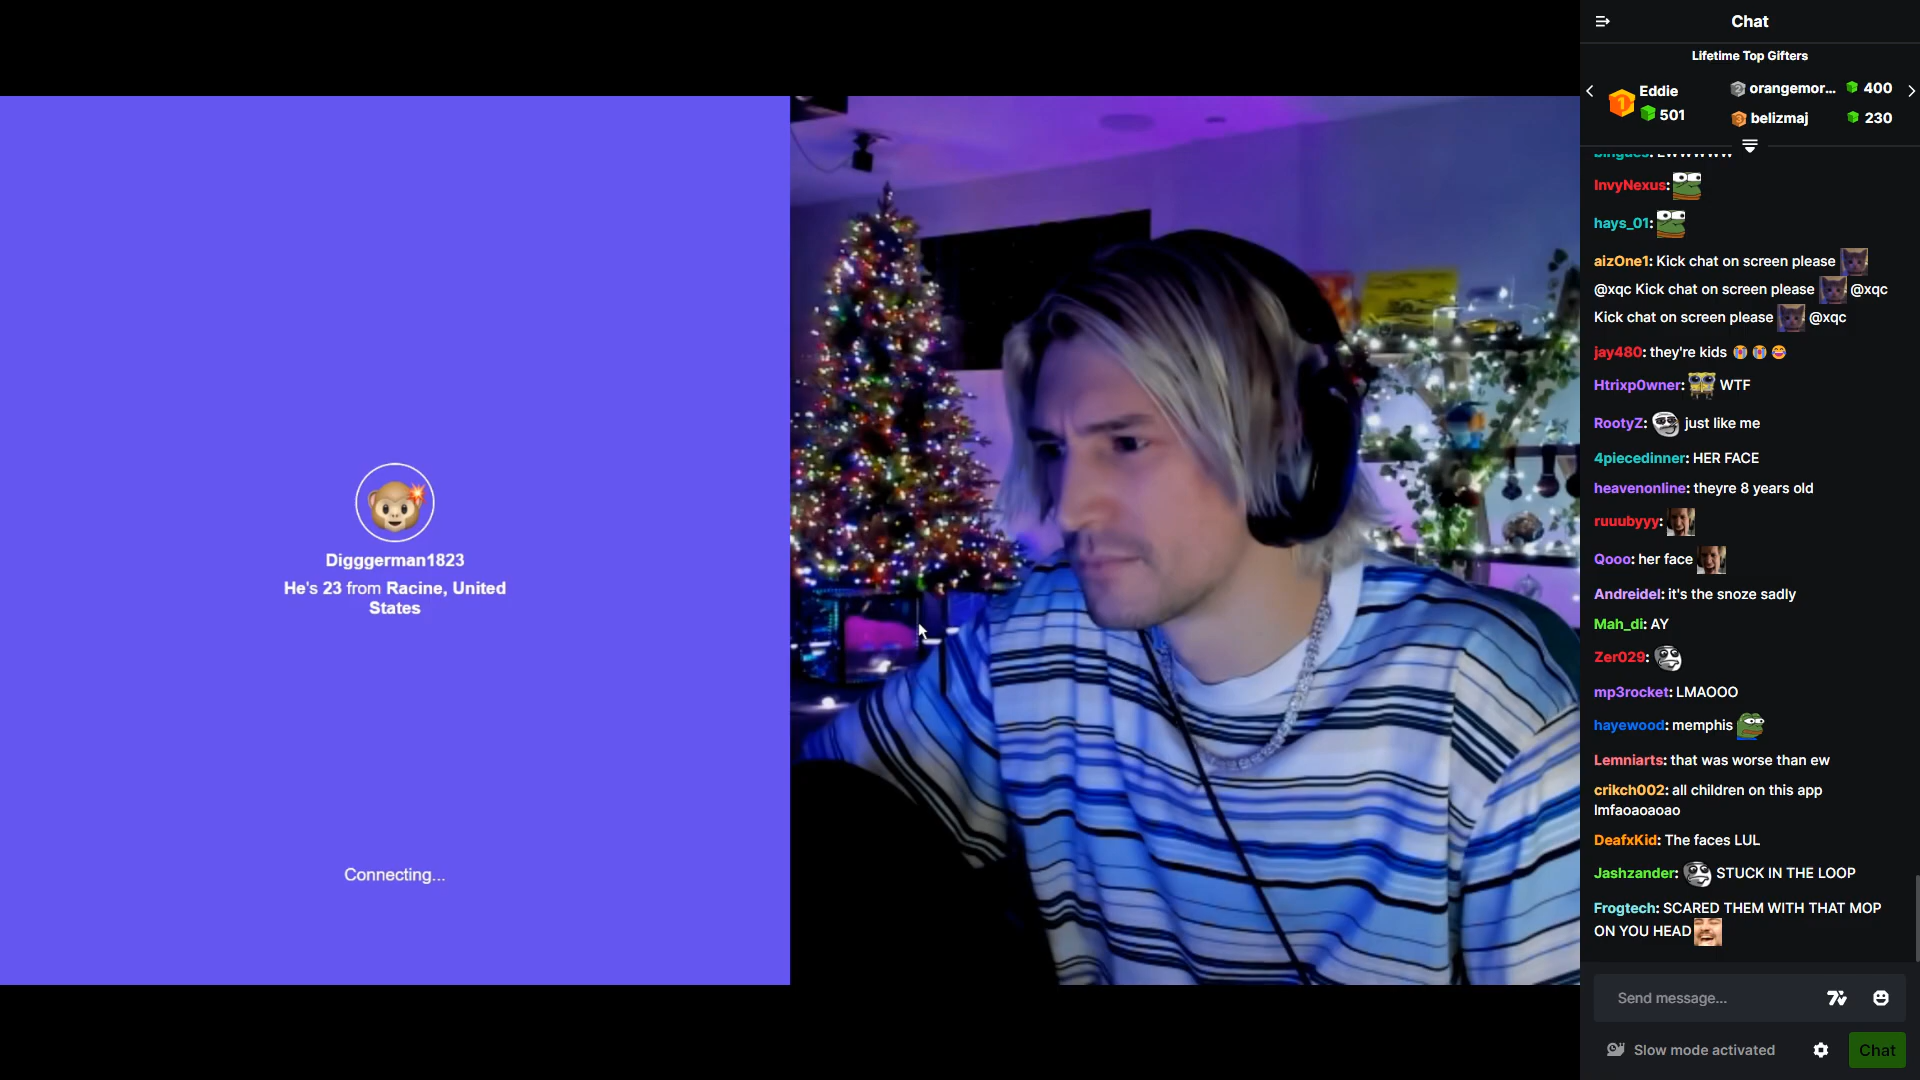 Chat
Lifetime Top Gifters
Eddie
501
orangemor... 400
belizmaj 230
InvyNexus:
hays_01:
aizOne1: Kick chat on screen please
@xqc Kick chat on screen please @xqc
Kick chat on screen please @xqc
jay480: they're kids
Htrixp0wner: WTF
RootyZ: just like me
4piecedinner: HER FACE
heavenonline: theyre 8 years old
ruuubyyy:
Qooo: her face
Andreidel: it's the snoze sadly
Mah_di: AY
Zer029:
mp3rocket: LMAOOO
hayewood: memphis
Lemniarts: that was worse than ew
crikch002: all children on this app
lmfaoaoaoao
DeafxKid: The faces LUL
Jashzander: STUCK IN THE LOOP
Frogtech: SCARED THEM WITH THAT MOP
ON YOU HEAD
Send message...
Slow mode activated
Chat
Digggerman1823
He's 23 from Racine, United
States
Connecting...